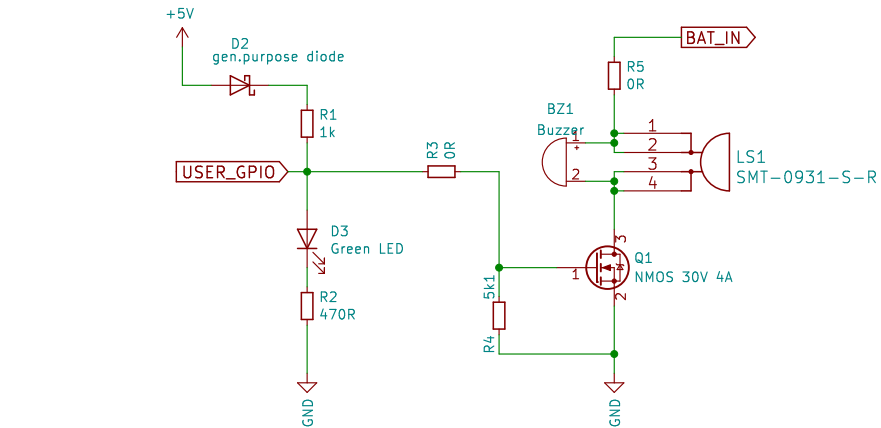 +5V
D2
gen.purpose diode
BAT_IN
R5
0R
R1
1k
BZ1
Buzzer
1
+
2
1
2
3
4
LS1
SMT-0931-S-R
R3
0R
USER_GPIO
D3
Green LED
3
Q1
1
NMOS 30V 4A
2
5k1
R4
R2
470R
GND
GND